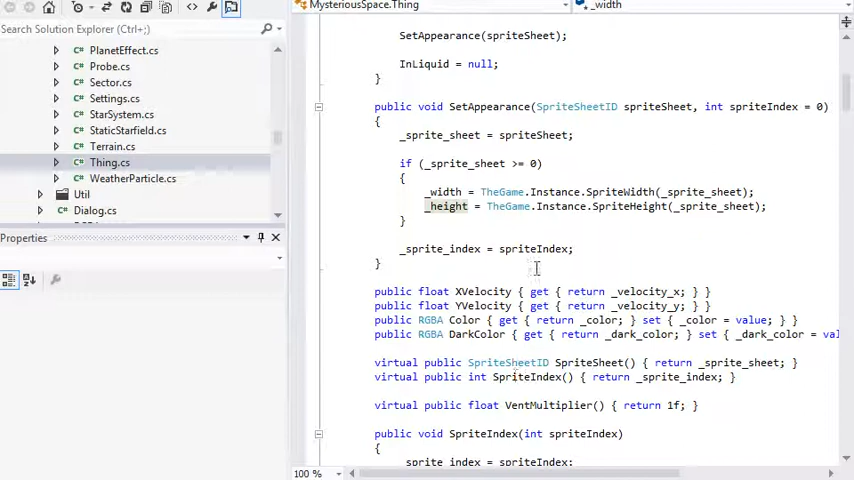 MysteriousSpace.Thing
_width
Search Solution Explorer (Ctrl+;)
C# PlanetEffect.cs
C# Probe.cs
C# Sector.cs
C# Settings.cs
C# StarSystem.cs
C# StaticStarfield.cs
C# Terrain.cs
C# Thing.cs
C# WeatherParticle.cs
Util
C# Dialog.cs
Properties
SetAppearance(spriteSheet);
InLiquid = null;
}
public void SetAppearance(SpriteSheetID spriteSheet, int spriteIndex = 0)
{
_sprite_sheet = spriteSheet;
if (_sprite_sheet >= 0)
{
_width = TheGame.Instance.SpriteWidth(_sprite_sheet);
_height = TheGame.Instance.SpriteHeight(_sprite_sheet);
}
_sprite_index = spriteIndex;
}
public float XVelocity { get { return _velocity_x; } }
public float YVelocity { get { return _velocity_y; } }
public RGBA Color { get { return _color; } set { _color = value; } }
public RGBA DarkColor { get { return _dark_color; } set { _dark_color = val
virtual public SpriteSheetID SpriteSheet() { return _sprite_sheet; }
virtual public int SpriteIndex() { return _sprite_index; }
virtual public float VentMultiplier() { return 1f; }
public void SpriteIndex(int spriteIndex)
{
_sprite_index = spriteIndex;
100 %